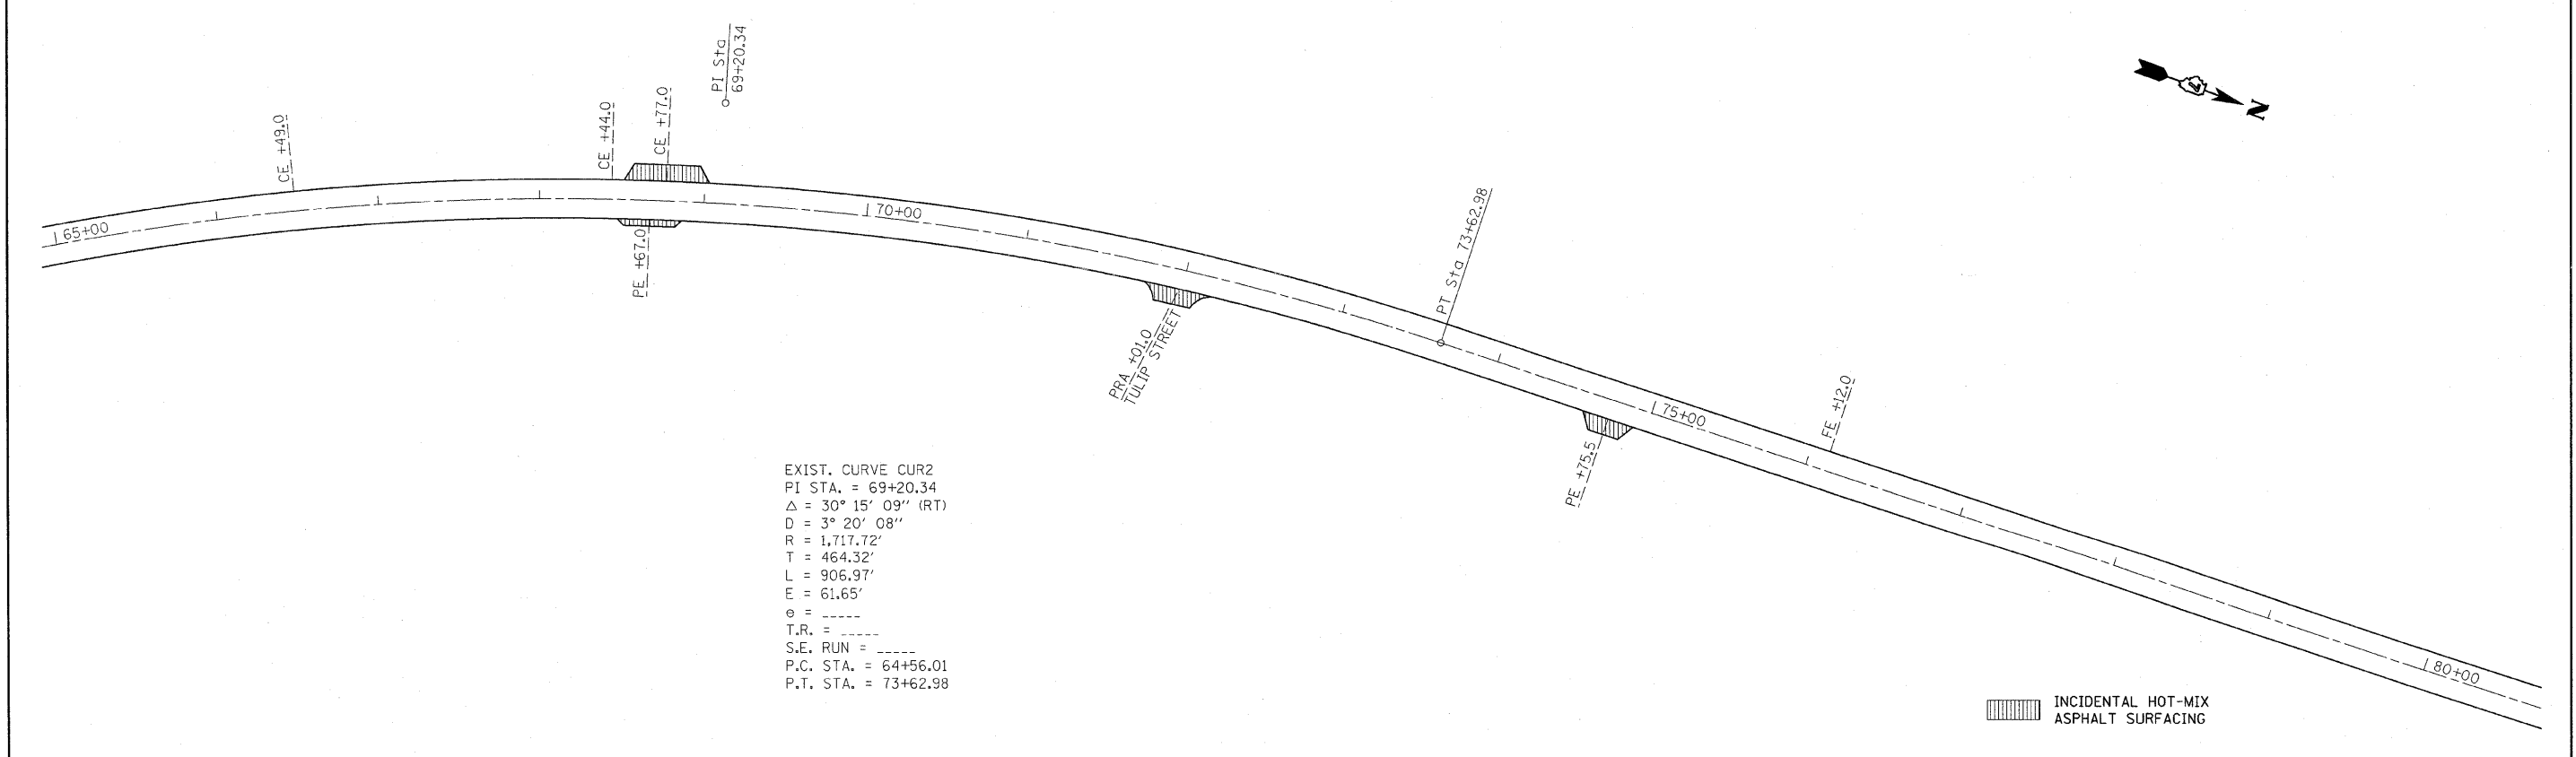 PI Sta
69+20.34
N
CE +49.0
CE +44.0
CE +77.0
65+00
70+00
PE +67.0
PT Sta 73+62.98
PRA +01.0
TULIP STREET
75+00
FE +12.0
PE +75.5
80+00
EXIST. CURVE CUR2
PI STA. = 69+20.34
Δ = 30° 15' 09'' (RT)
D = 3° 20' 08''
R = 1,717.72'
T = 464.32'
L = 906.97'
E = 61.65'
e = _____
T.R. = _____
S.E. RUN = _____
P.C. STA. = 64+56.01
P.T. STA. = 73+62.98
INCIDENTAL HOT-MIX
ASPHALT SURFACING